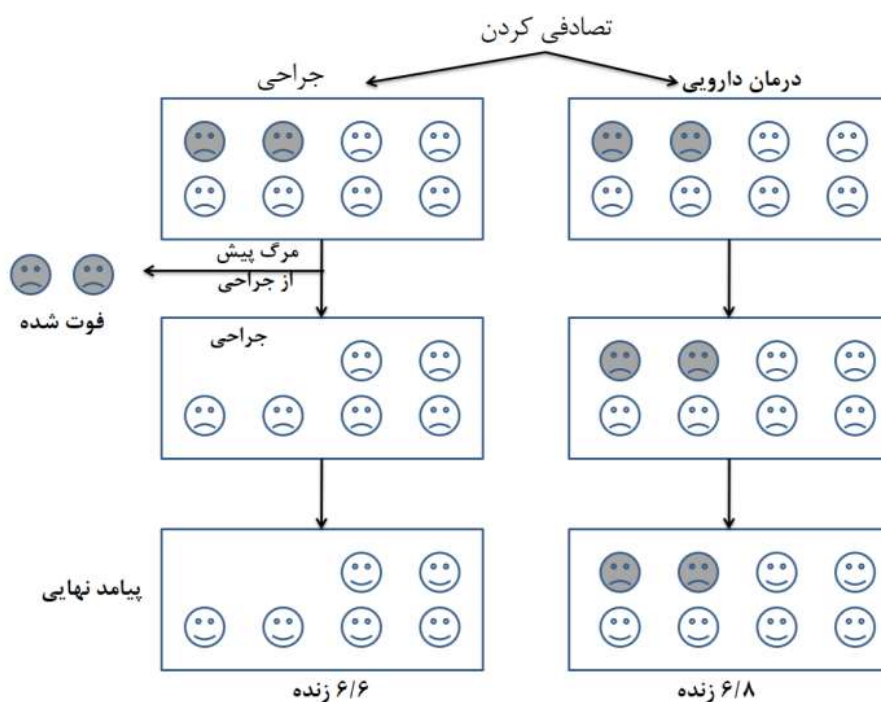 تصادفی کردن
جراحی
درمان دارویی
مرگ پیش
از جراحی
فوت شده
جراحی
پیامد نهایی
۶/۶ زنده
۶/۸ زنده